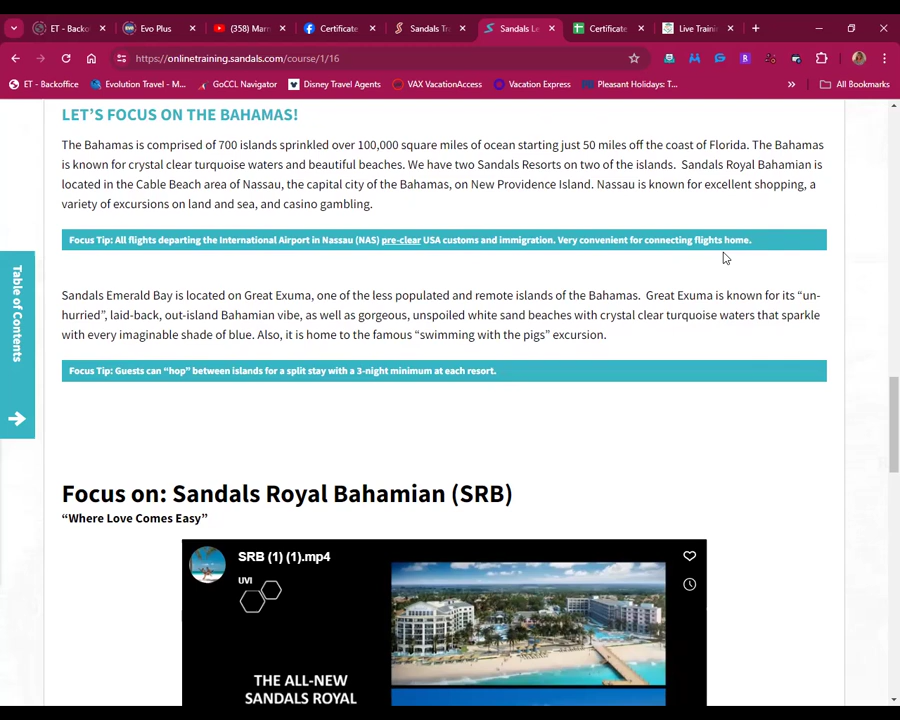 ET - Backo
Evo Plus
(358) Marr
Certificate
Sandals Tr
Sandals Le
Certificate
Live Trainin
https://onlinetraining.sandals.com/course/1/16
ET - Backoffice
Evolution Travel - M...
GoCCL Navigator
Disney Travel Agents
VAX VacationAccess
Vacation Express
Pleasant Holidays: T...
All Bookmarks
LET'S FOCUS ON THE BAHAMAS!
The Bahamas is comprised of 700 islands sprinkled over 100,000 square miles of ocean starting just 50 miles off the coast of Florida. The Bahamas
is known for crystal clear turquoise waters and beautiful beaches. We have two Sandals Resorts on two of the islands. Sandals Royal Bahamian is
located in the Cable Beach area of Nassau, the capital city of the Bahamas, on New Providence Island. Nassau is known for excellent shopping, a
variety of excursions on land and sea, and casino gambling.
Focus Tip: All flights departing the International Airport in Nassau (NAS) pre-clear USA customs and immigration. Very convenient for connecting flights home.
Table of Contents
Sandals Emerald Bay is located on Great Exuma, one of the less populated and remote islands of the Bahamas. Great Exuma is known for its "un-
hurried", laid-back, out-island Bahamian vibe, as well as gorgeous, unspoiled white sand beaches with crystal clear turquoise waters that sparkle
with every imaginable shade of blue. Also, it is home to the famous "swimming with the pigs" excursion.
Focus Tip: Guests can "hop" between islands for a split stay with a 3-night minimum at each resort.
Focus on: Sandals Royal Bahamian (SRB)
"Where Love Comes Easy"
SRB (1) (1).mp4
UVI
THE ALL-NEW
SANDALS ROYAL